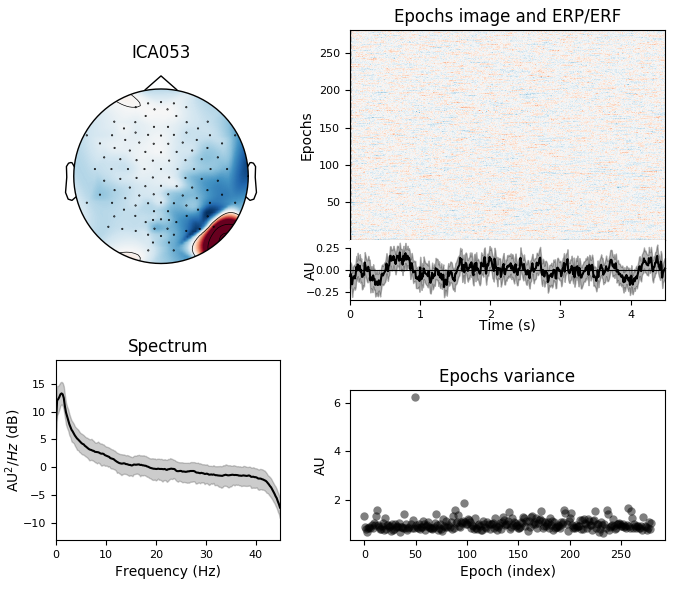 ICA053
Epochs image and ERP/ERF
Epochs
250
200
150
100
50
AU
0.25
0.00
−0.25
0 1 2 3 4
Time (s)
Spectrum
AU²/Hz (dB)
15
10
5
0
−5
−10
0 10 20 30 40
Frequency (Hz)
Epochs variance
AU
6
4
2
0 50 100 150 200 250
Epoch (index)